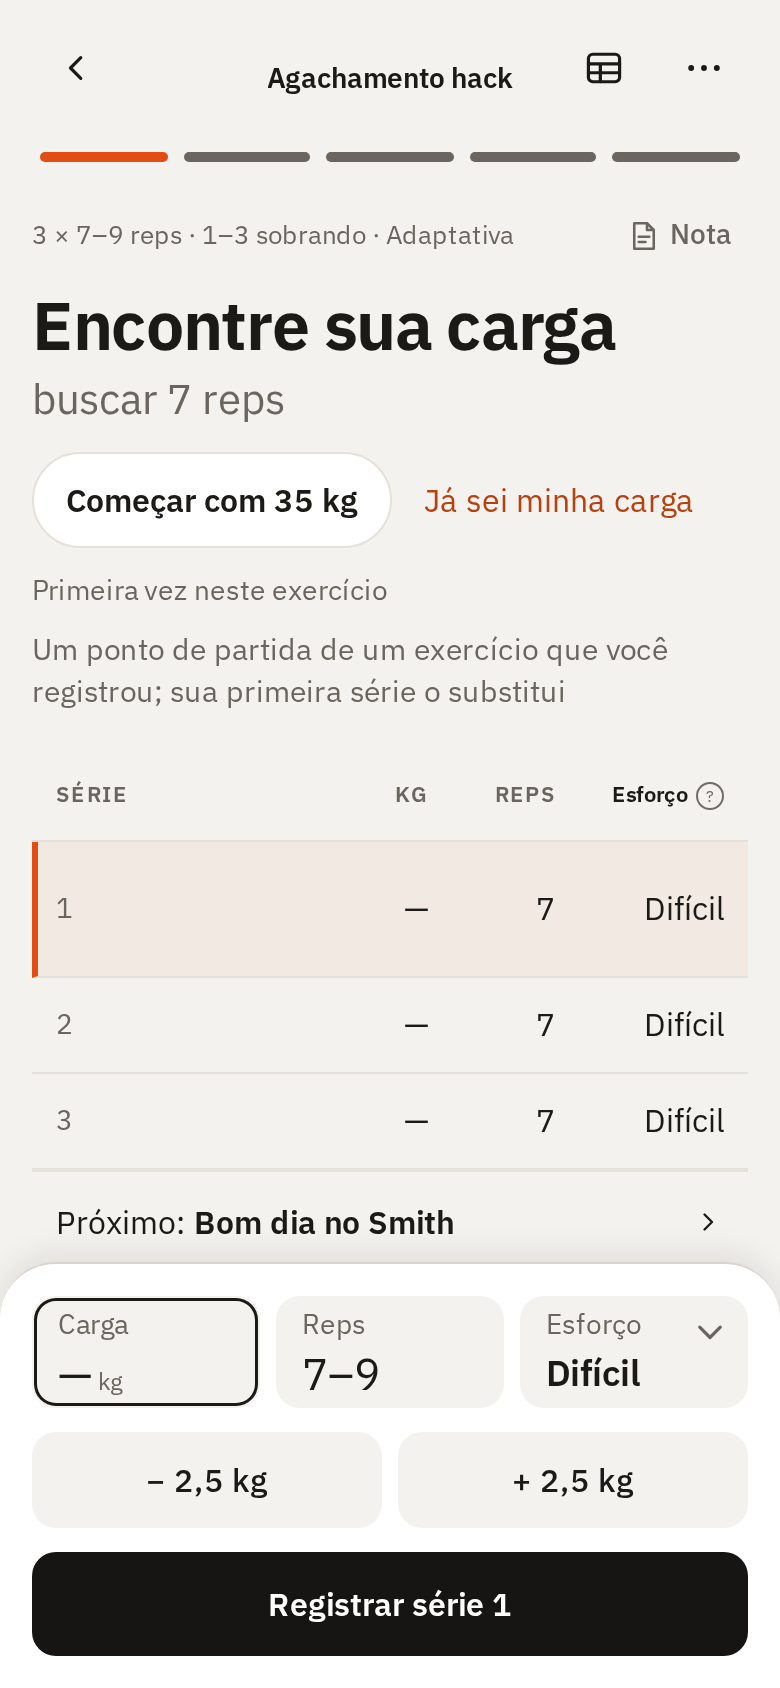 Agachamento hack
3 × 7–9 reps · 1–3 sobrando · Adaptativa
Nota
Encontre sua carga
buscar 7 reps
Começar com 35 kg
Já sei minha carga
Primeira vez neste exercício
Um ponto de partida de um exercício que você
registrou; sua primeira série o substitui
SÉRIE KG REPS Esforço ?
1 — 7 Difícil
2 — 7 Difícil
3 — 7 Difícil
Próximo: Bom dia no Smith
Carga Reps Esforço
— kg 7–9 Difícil
– 2,5 kg + 2,5 kg
Registrar série 1